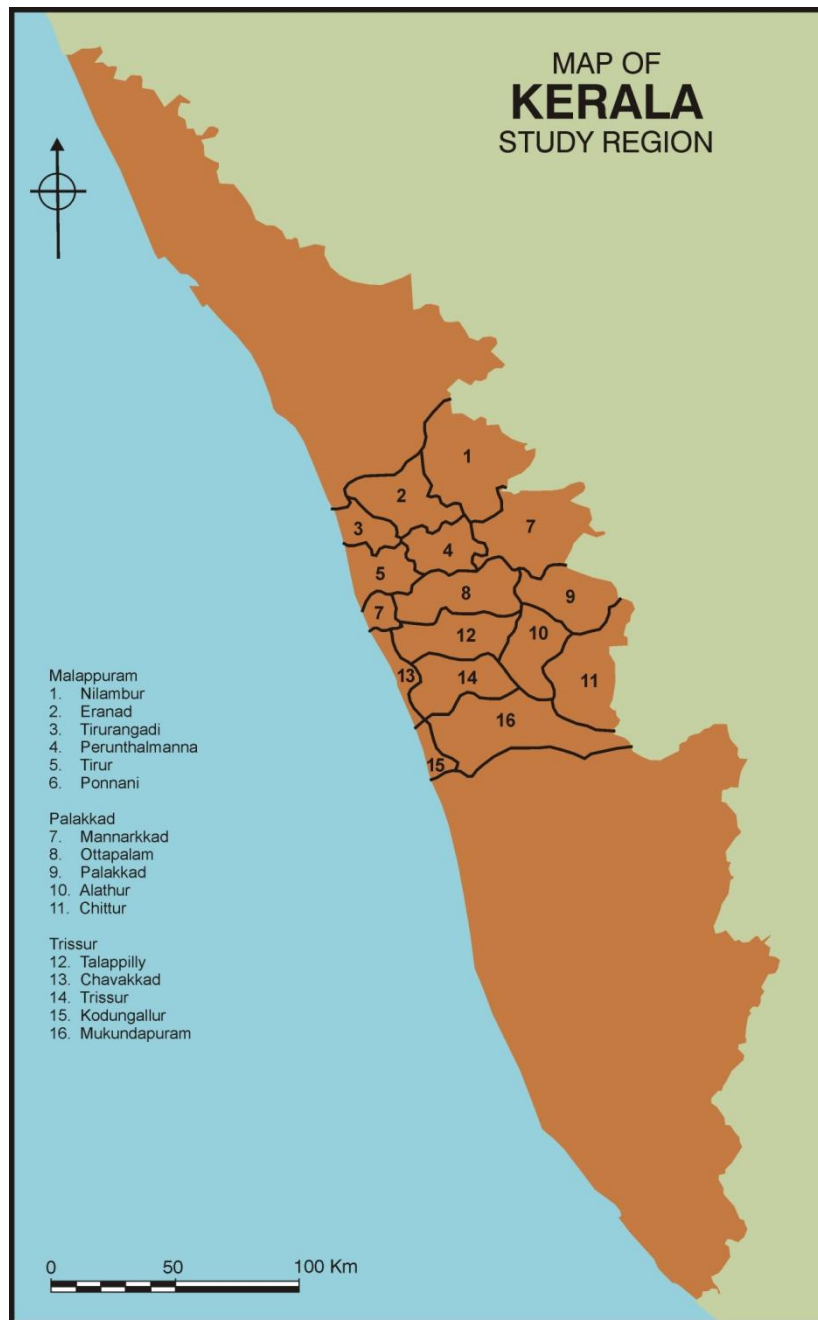 MAP OF
KERALA
STUDY REGION
1
2
7
3
4
5
8
9
7
12
10
13
14
11
16
15
Malappuram
1. Nilambur
2. Eranad
3. Tirurangadi
4. Perunthalmanna
5. Tirur
6. Ponnani
Palakkad
7. Mannarkkad
8. Ottapalam
9. Palakkad
10. Alathur
11. Chittur
Trissur
12. Talappilly
13. Chavakkad
14. Trissur
15. Kodungallur
16. Mukundapuram
0 50 100 Km